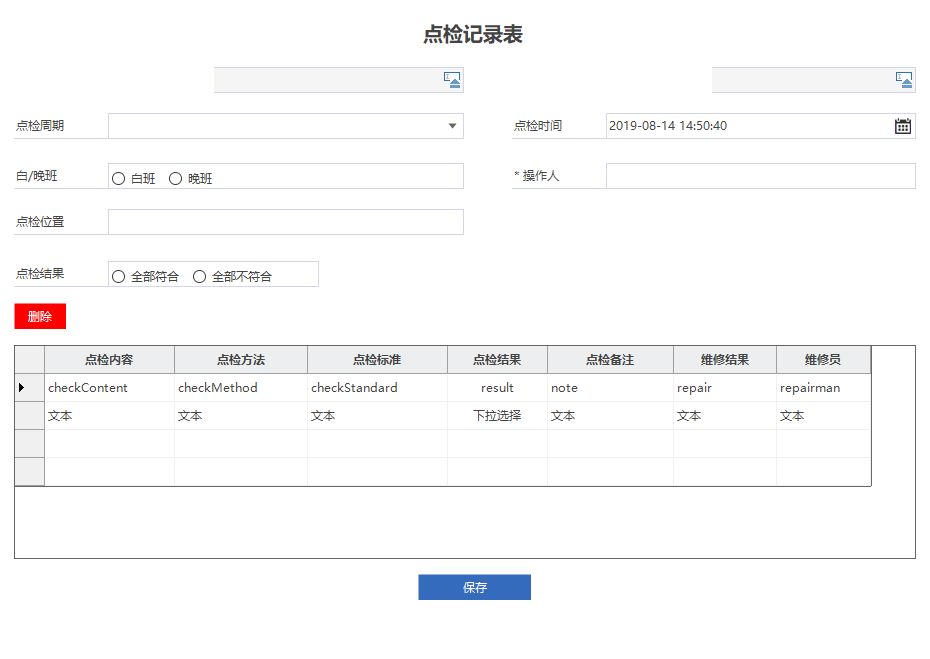 点检记录表
点检周期
点检时间 2019-08-14 14:50:40
白/晚班 白班 晚班
* 操作人
点检位置
点检结果 全部符合 全部不符合
删除
点检内容 点检方法 点检标准 点检结果 点检备注 维修结果 维修员
checkContent checkMethod checkStandard result note repair repairman
文本 文本 文本 下拉选择 文本 文本 文本
保存